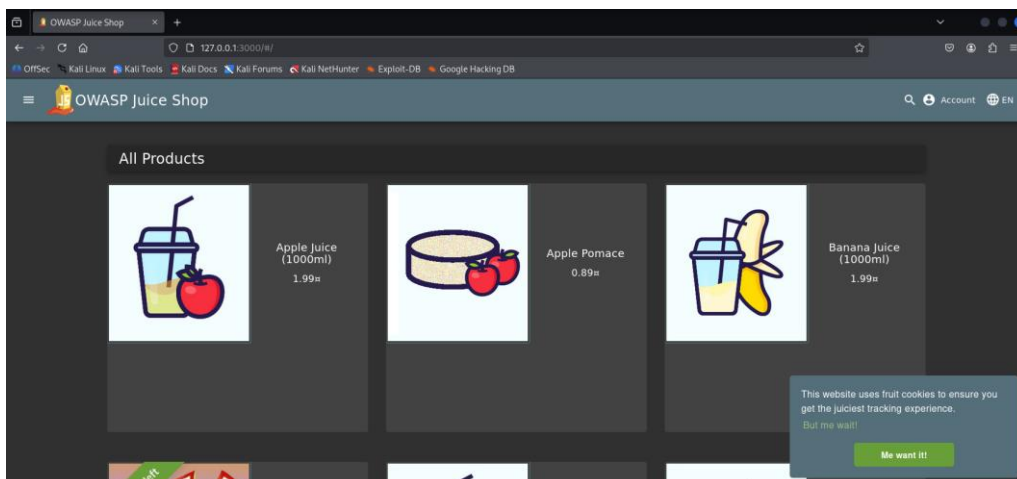 OWASP Juice Shop
127.0.0.1:3000/#/
OffSec Kali Linux Kali Tools Kali Docs Kali Forums Kali NetHunter Exploit-DB Google Hacking DB
OWASP Juice Shop
Account EN
All Products
Apple Juice
(1000ml)
1.99¤
Apple Pomace
0.89¤
Banana Juice
(1000ml)
1.99¤
This website uses fruit cookies to ensure you
get the juiciest tracking experience.
But me wait!
Me want it!
left